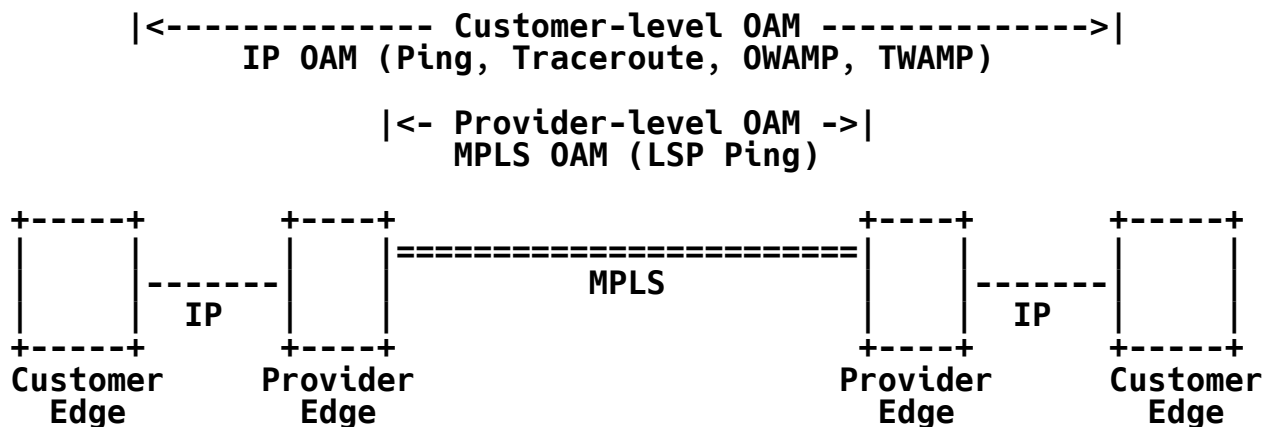 |<-------------- Customer-level OAM -------------->|
IP OAM (Ping, Traceroute, OWAMP, TWAMP)
|<- Provider-level OAM ->|
MPLS OAM (LSP Ping)
+-----+ +----+ +----+ +-----+
| | | |========================| | | |
| |-------| | MPLS | |-------| |
| | IP | | | | IP | |
+-----+ +----+ +----+ +-----+
Customer Provider Provider Customer
Edge Edge Edge Edge